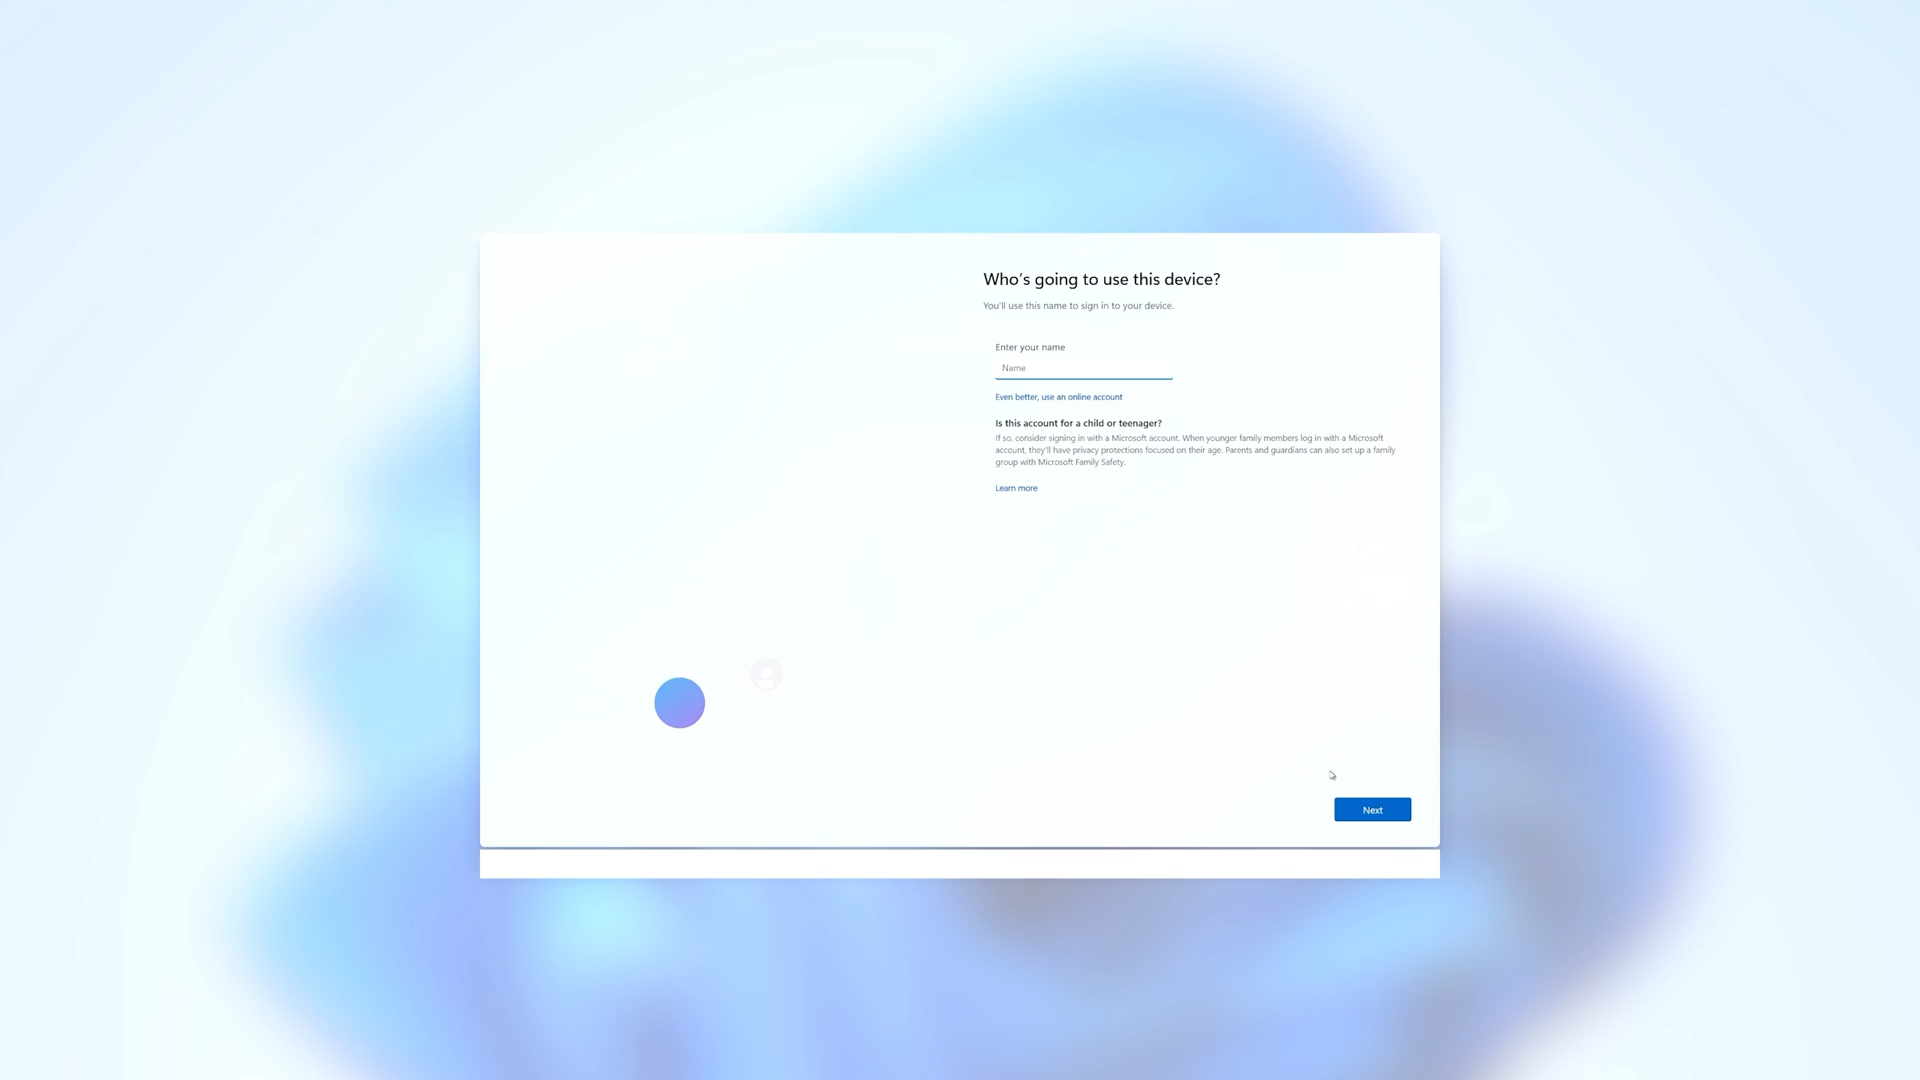 Who's going to use this device?
You'll use this name to sign in to your device.
Enter your name
Name
Even better, use an online account
Is this account for a child or teenager?
If so, consider signing in with a Microsoft account. When younger family members log in with a Microsoft
account, they'll have privacy protections focused on their age. Parents and guardians can also set up a family
group with Microsoft Family Safety.
Learn more
Next